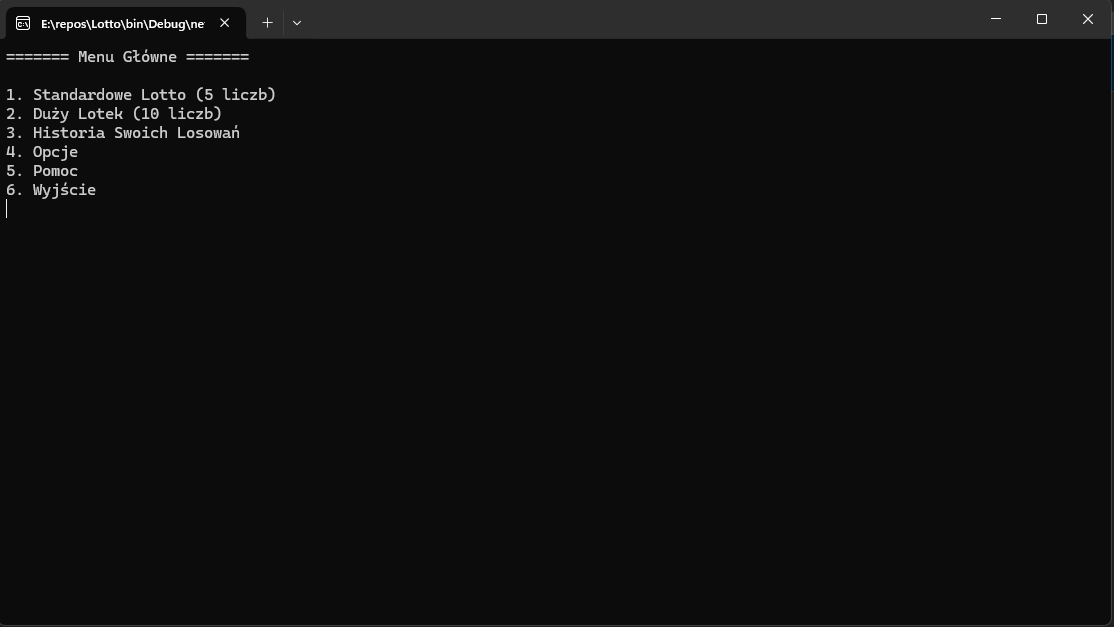 E:\repos\Lotto\bin\Debug\ne
======= Menu Główne =======
1. Standardowe Lotto (5 liczb)
2. Duży Lotek (10 liczb)
3. Historia Swoich Losowań
4. Opcje
5. Pomoc
6. Wyjście